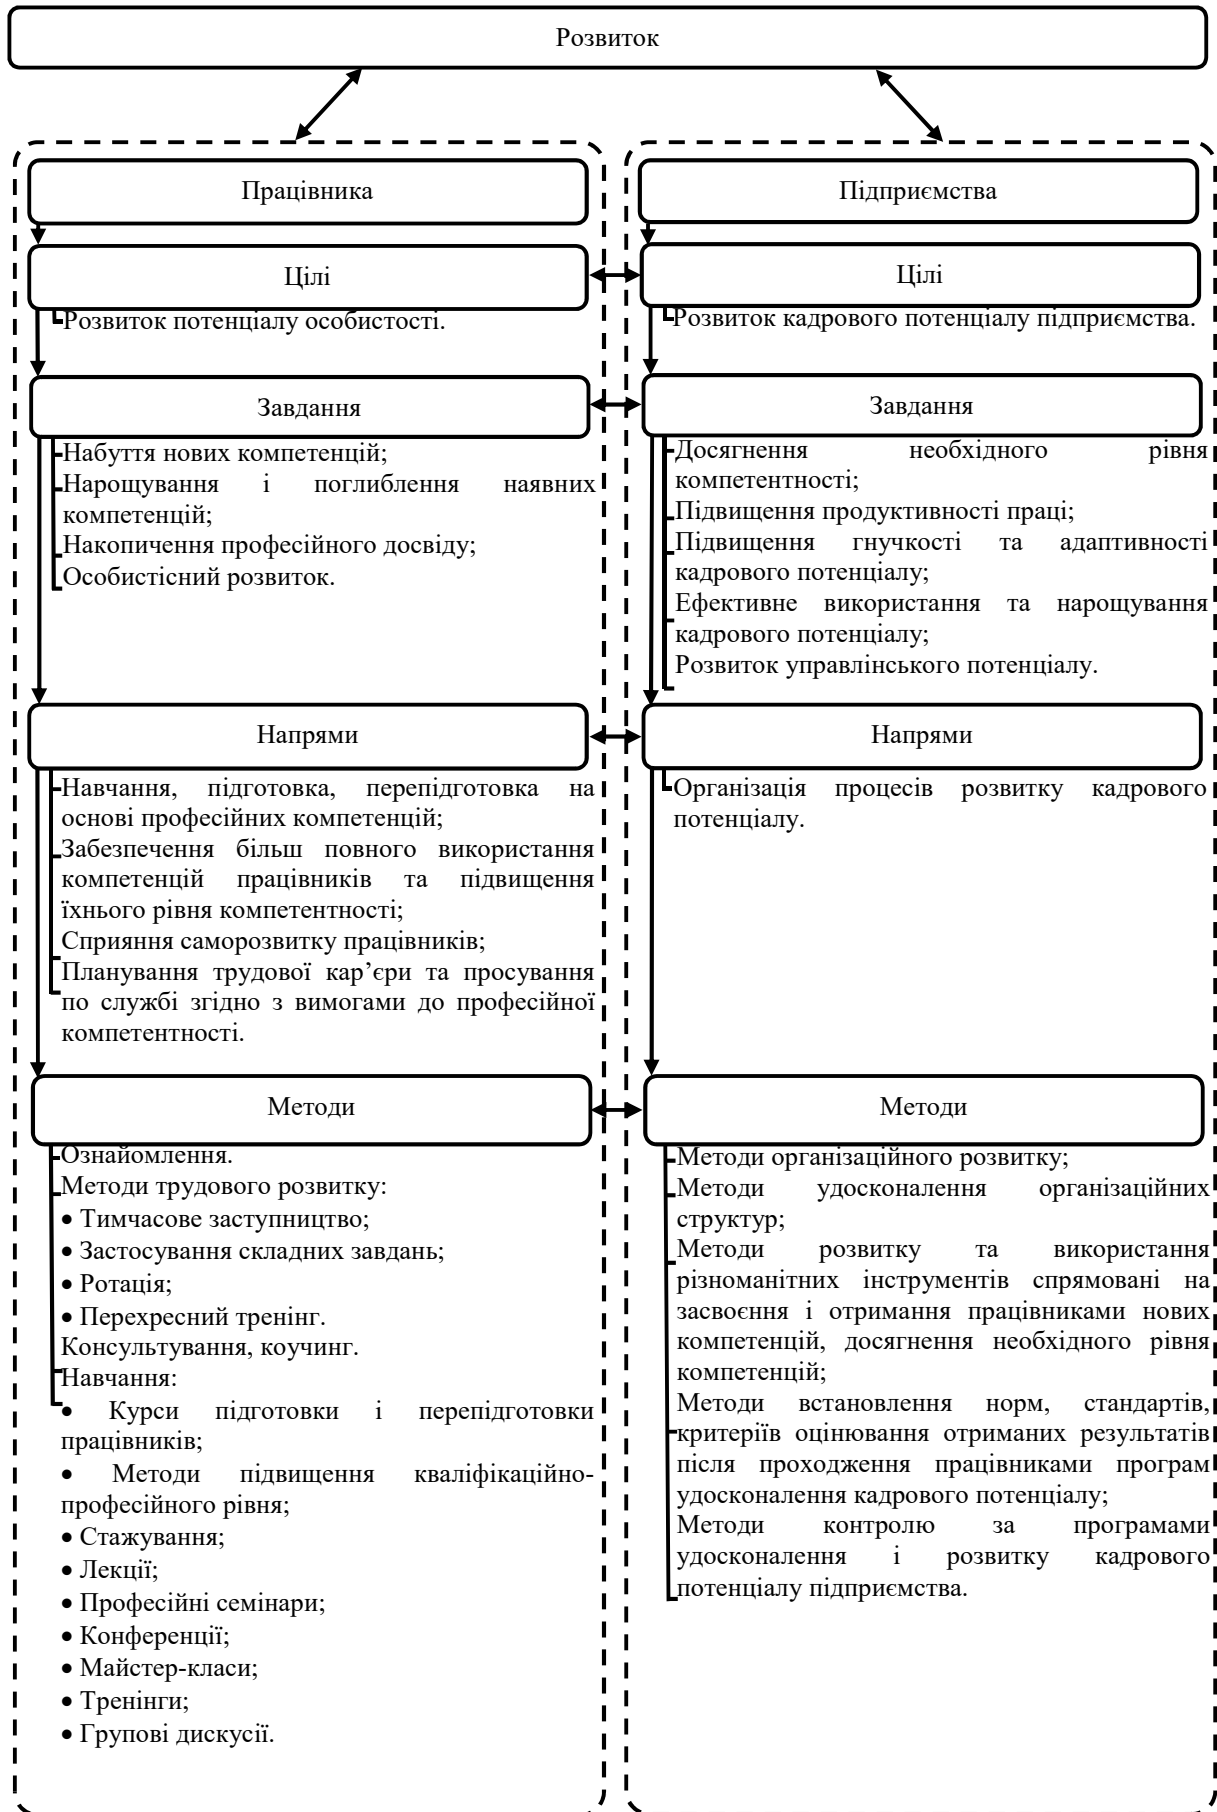 Розвиток
Працівника
Цілі
Розвиток потенціалу особистості.
Завдання
Набуття нових компетенцій;
Нарощування і поглиблення наявних
компетенцій;
Накопичення професійного досвіду;
Особистісний розвиток.
Напрями
Навчання, підготовка, перепідготовка на
основі професійних компетенцій;
Забезпечення більш повного використання
компетенцій працівників та підвищення
їхнього рівня компетентності;
Сприяння саморозвитку працівників;
Планування трудової кар’єри та просування
по службі згідно з вимогами до професійної
компетентності.
Методи
Ознайомлення.
Методи трудового розвитку:
• Тимчасове заступництво;
• Застосування складних завдань;
• Ротація;
• Перехресний тренінг.
Консультування, коучинг.
Навчання:
• Курси підготовки і перепідготовки
працівників;
• Методи підвищення кваліфікаційно-
професійного рівня;
• Стажування;
• Лекції;
• Професійні семінари;
• Конференції;
• Майстер-класи;
• Тренінги;
• Групові дискусії.
Підприємства
Цілі
Розвиток кадрового потенціалу підприємства.
Завдання
Досягнення необхідного рівня
компетентності;
Підвищення продуктивності праці;
Підвищення гнучкості та адаптивності
кадрового потенціалу;
Ефективне використання та нарощування
кадрового потенціалу;
Розвиток управлінського потенціалу.
Напрями
Організація процесів розвитку кадрового
потенціалу.
Методи
Методи організаційного розвитку;
Методи удосконалення організаційних
структур;
Методи розвитку та використання
різноманітних інструментів спрямовані на
засвоєння і отримання працівниками нових
компетенцій, досягнення необхідного рівня
компетенцій;
Методи встановлення норм, стандартів,
критеріїв оцінювання отриманих результатів
після проходження працівниками програм
удосконалення кадрового потенціалу;
Методи контролю за програмами
удосконалення і розвитку кадрового
потенціалу підприємства.